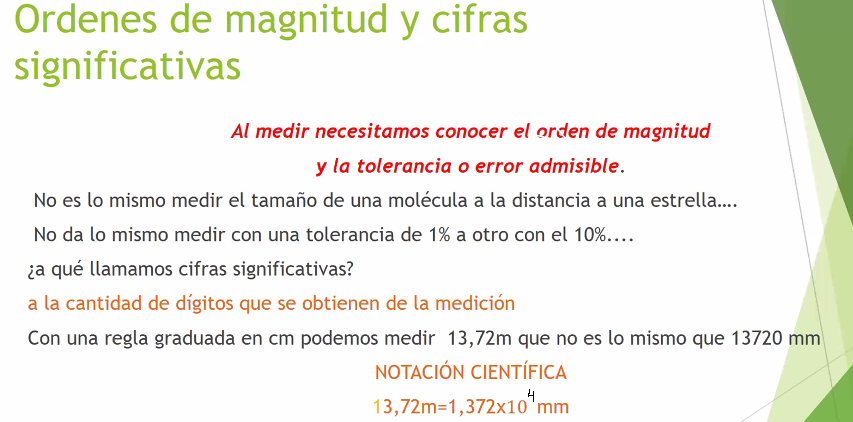 Ordenes de magnitud y cifras
significativas
Al medir necesitamos conocer el orden de magnitud
y la tolerancia o error admisible.
No es lo mismo medir el tamaño de una molécula a la distancia a una estrella….
No da lo mismo medir con una tolerancia de 1% a otro con el 10%....
¿a qué llamamos cifras significativas?
a la cantidad de dígitos que se obtienen de la medición
Con una regla graduada en cm podemos medir 13,72m que no es lo mismo que 13720 mm
NOTACIÓN CIENTÍFICA
13,72m=1,372x10⁴mm